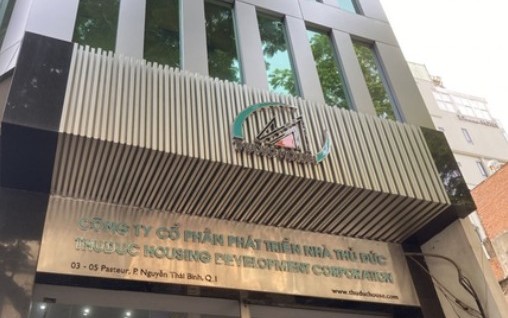 CÔNG TY CỔ PHẦN PHÁT TRIỂN NHÀ THỦ ĐỨC
THUDUC HOUSING DEVELOPMENT CORPORATION
03 - 05 Pasteur, P. Nguyễn Thái Bình, Q.1
www.thuduchouse.com